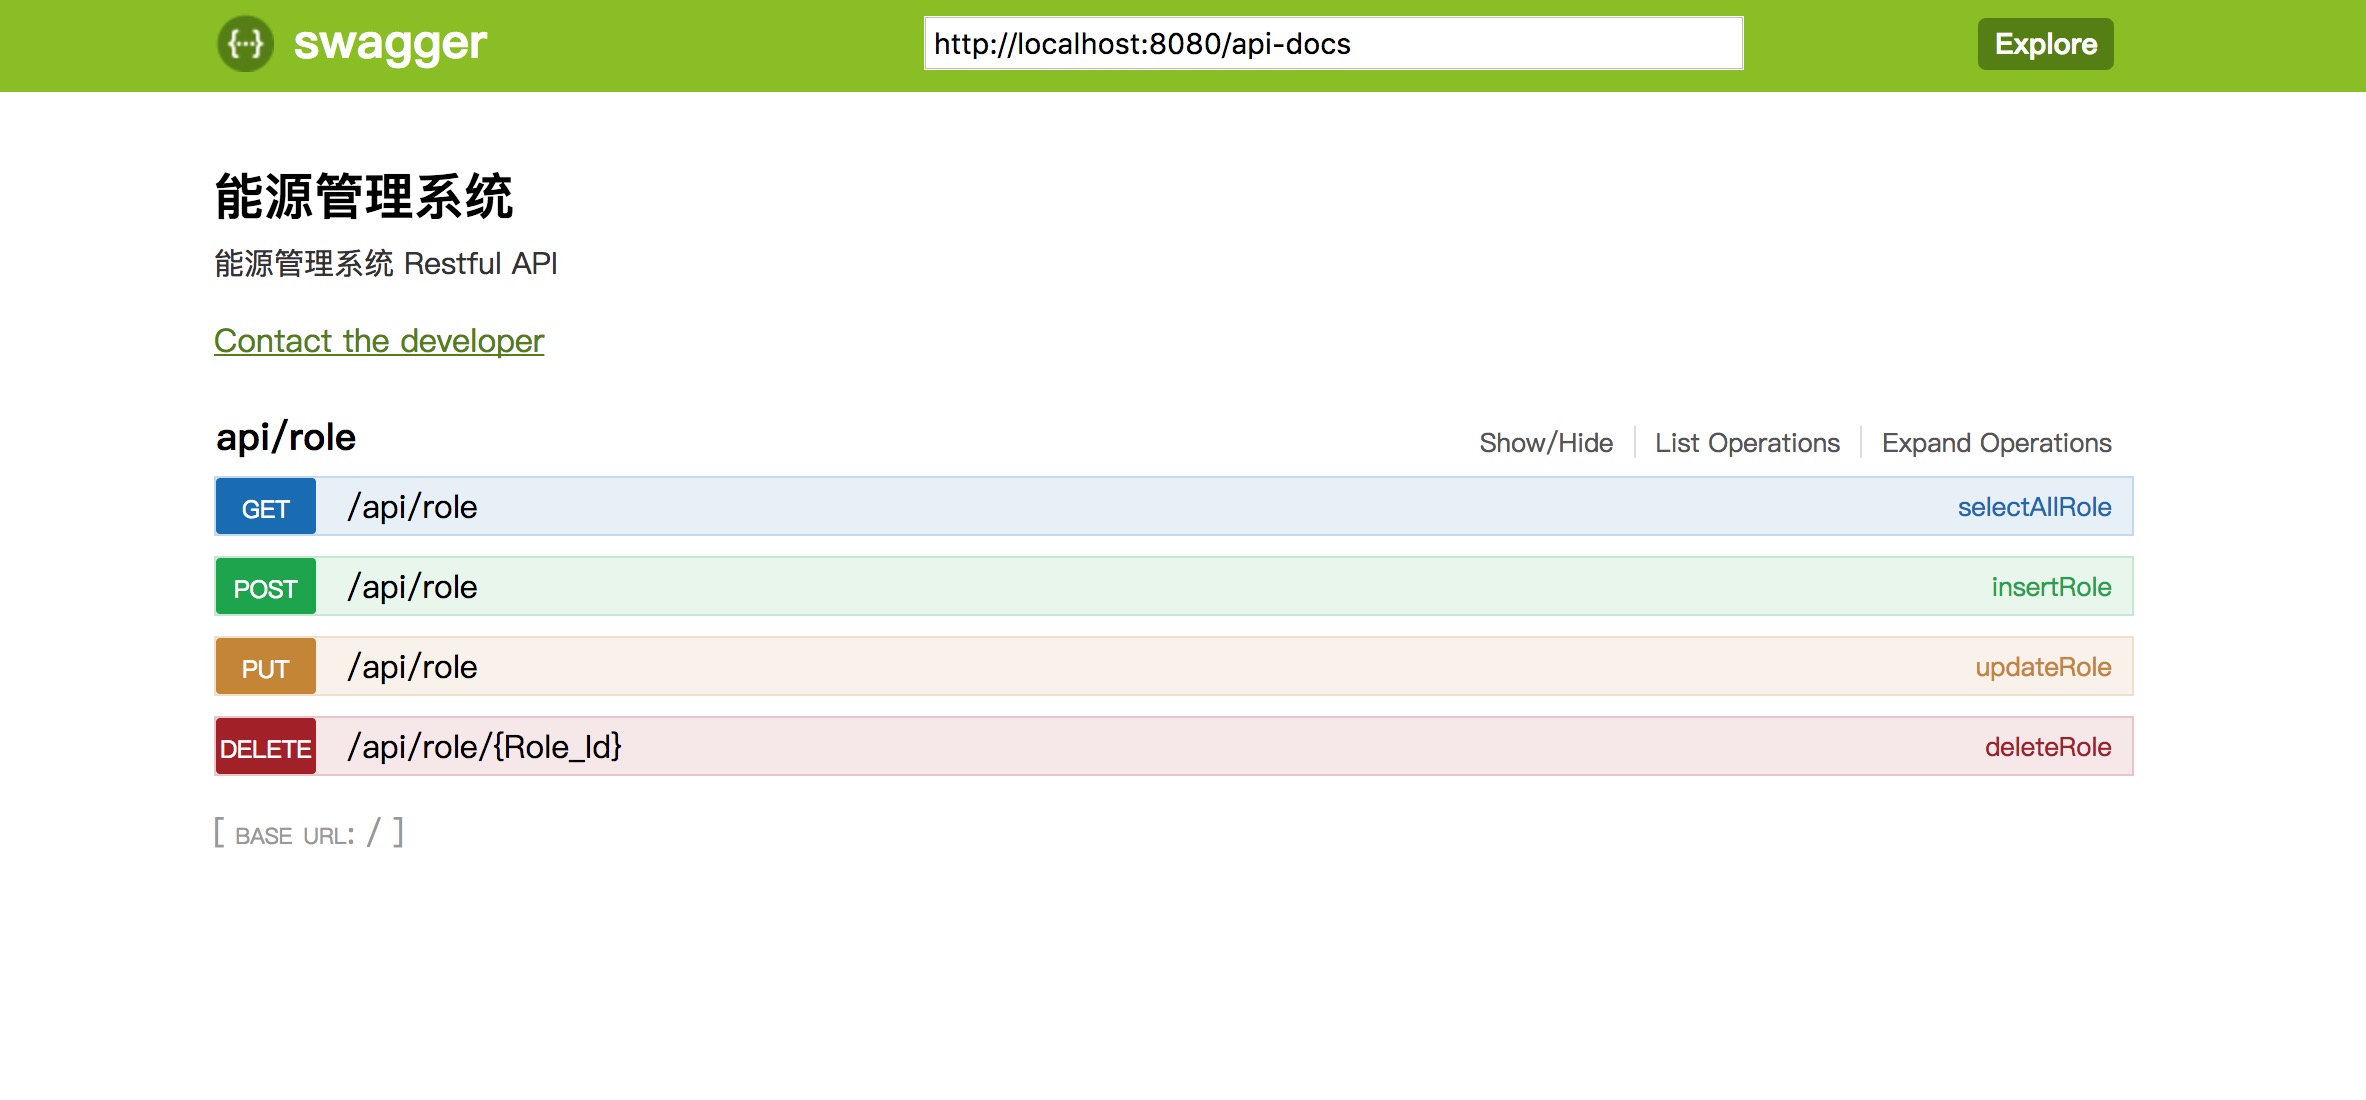 {···} swagger http://localhost:8080/api-docs Explore
能源管理系统
能源管理系统 Restful API
Contact the developer
api/role Show/Hide List Operations Expand Operations
GET /api/role selectAllRole
POST /api/role insertRole
PUT /api/role updateRole
DELETE /api/role/{Role_Id} deleteRole
[ BASE URL: / ]